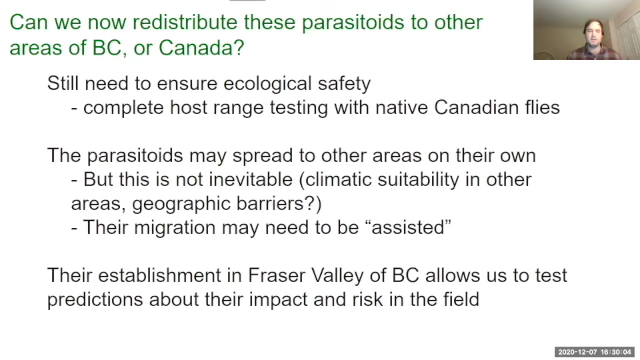 Can we now redistribute these parasitoids to other
areas of BC, or Canada?
Still need to ensure ecological safety
- complete host range testing with native Canadian flies
The parasitoids may spread to other areas on their own
- But this is not inevitable (climatic suitability in other
areas, geographic barriers?)
- Their migration may need to be “assisted”
Their establishment in Fraser Valley of BC allows us to test
predictions about their impact and risk in the field
2020-12-07 16:30:04